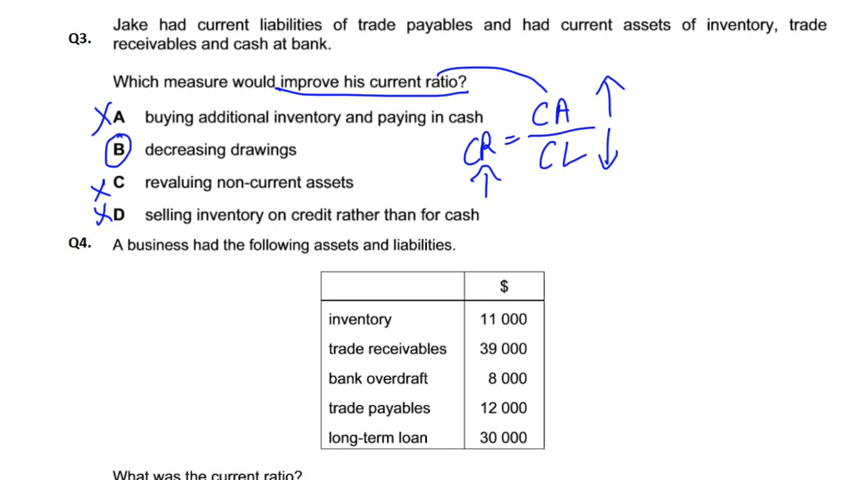 Q3. Jake had current liabilities of trade payables and had current assets of inventory, trade
receivables and cash at bank.
Which measure would improve his current ratio?
A buying additional inventory and paying in cash
B decreasing drawings
C revaluing non-current assets
D selling inventory on credit rather than for cash
CR = CA
CL
Q4. A business had the following assets and liabilities.
$
inventory 11 000
trade receivables 39 000
bank overdraft 8 000
trade payables 12 000
long-term loan 30 000
What was the current ratio?